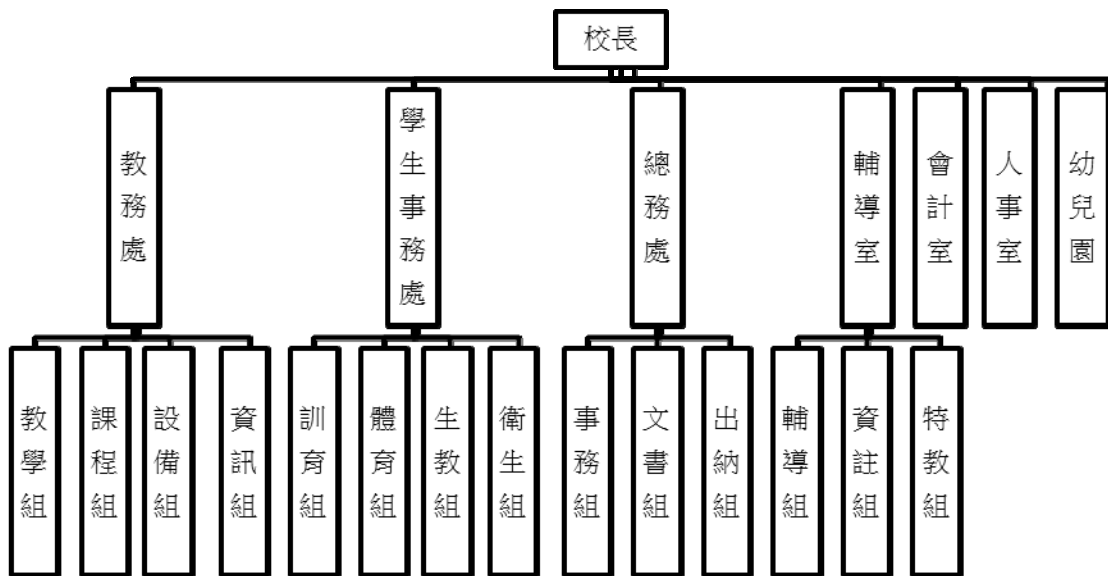 校長
教務處
學生事務處
總務處
輔導室
會計室
人事室
幼兒園
教學組
課程組
設備組
資訊組
訓育組
體育組
生教組
衛生組
事務組
文書組
出納組
輔導組
資註組
特教組